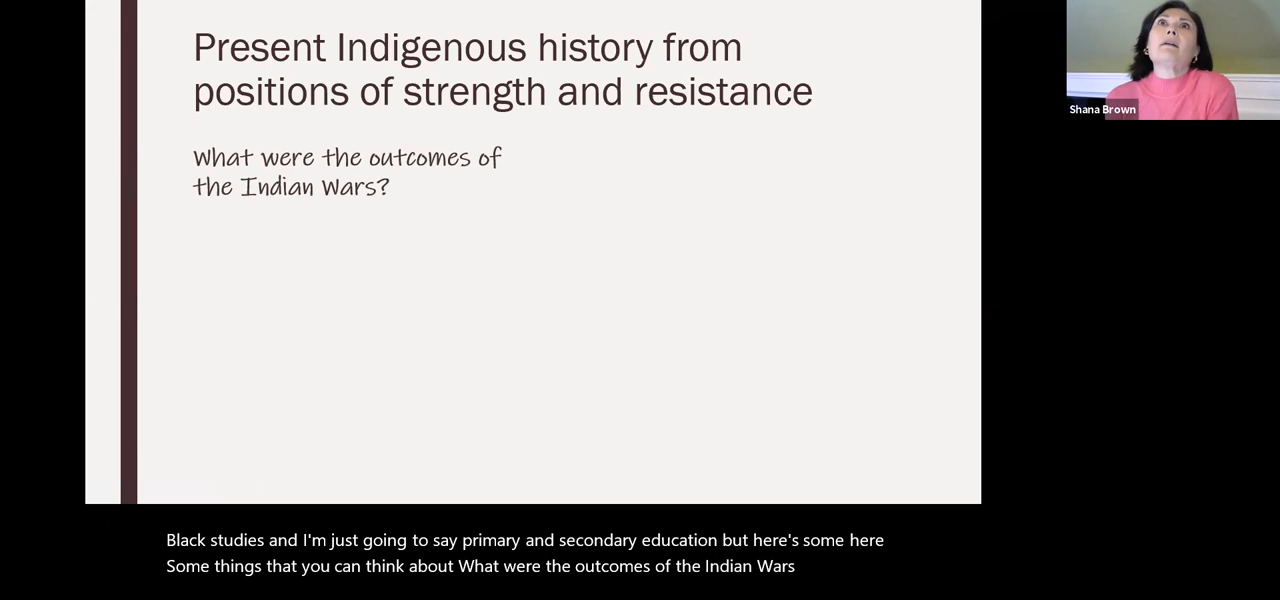 Present Indigenous history from
positions of strength and resistance
What were the outcomes of
the Indian Wars?
Shana Brown
Black studies and I'm just going to say primary and secondary education but here's some here
Some things that you can think about What were the outcomes of the Indian Wars